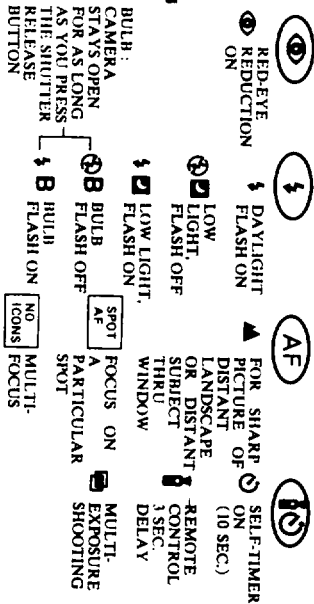 RED-EYE
REDUCTION
ON
BULB :
CAMERA
STAYS OPEN
FOR AS LONG
AS YOU PRESS
THE SHUTTER
RELEASE
BUTTON
DAYLIGHT
FLASH ON
LOW
LIGHT,
FLASH OFF
LOW LIGHT,
FLASH ON
B BULB
FLASH OFF
B BULB
FLASH ON
AF
FOR SHARP
PICTURE OF
DISTANT
LANDSCAPE
OR DISTANT
SUBJECT
THRU
WINDOW
SPOT
AF
FOCUS ON
A
PARTICULAR
SPOT
NO
ICONS
MULTI-
FOCUS
SELF-TIMER
ON
(10 SEC.)
REMOTE
CONTROL
3 SEC.
DELAY
MULTI-
EXPOSURE
SHOOTING